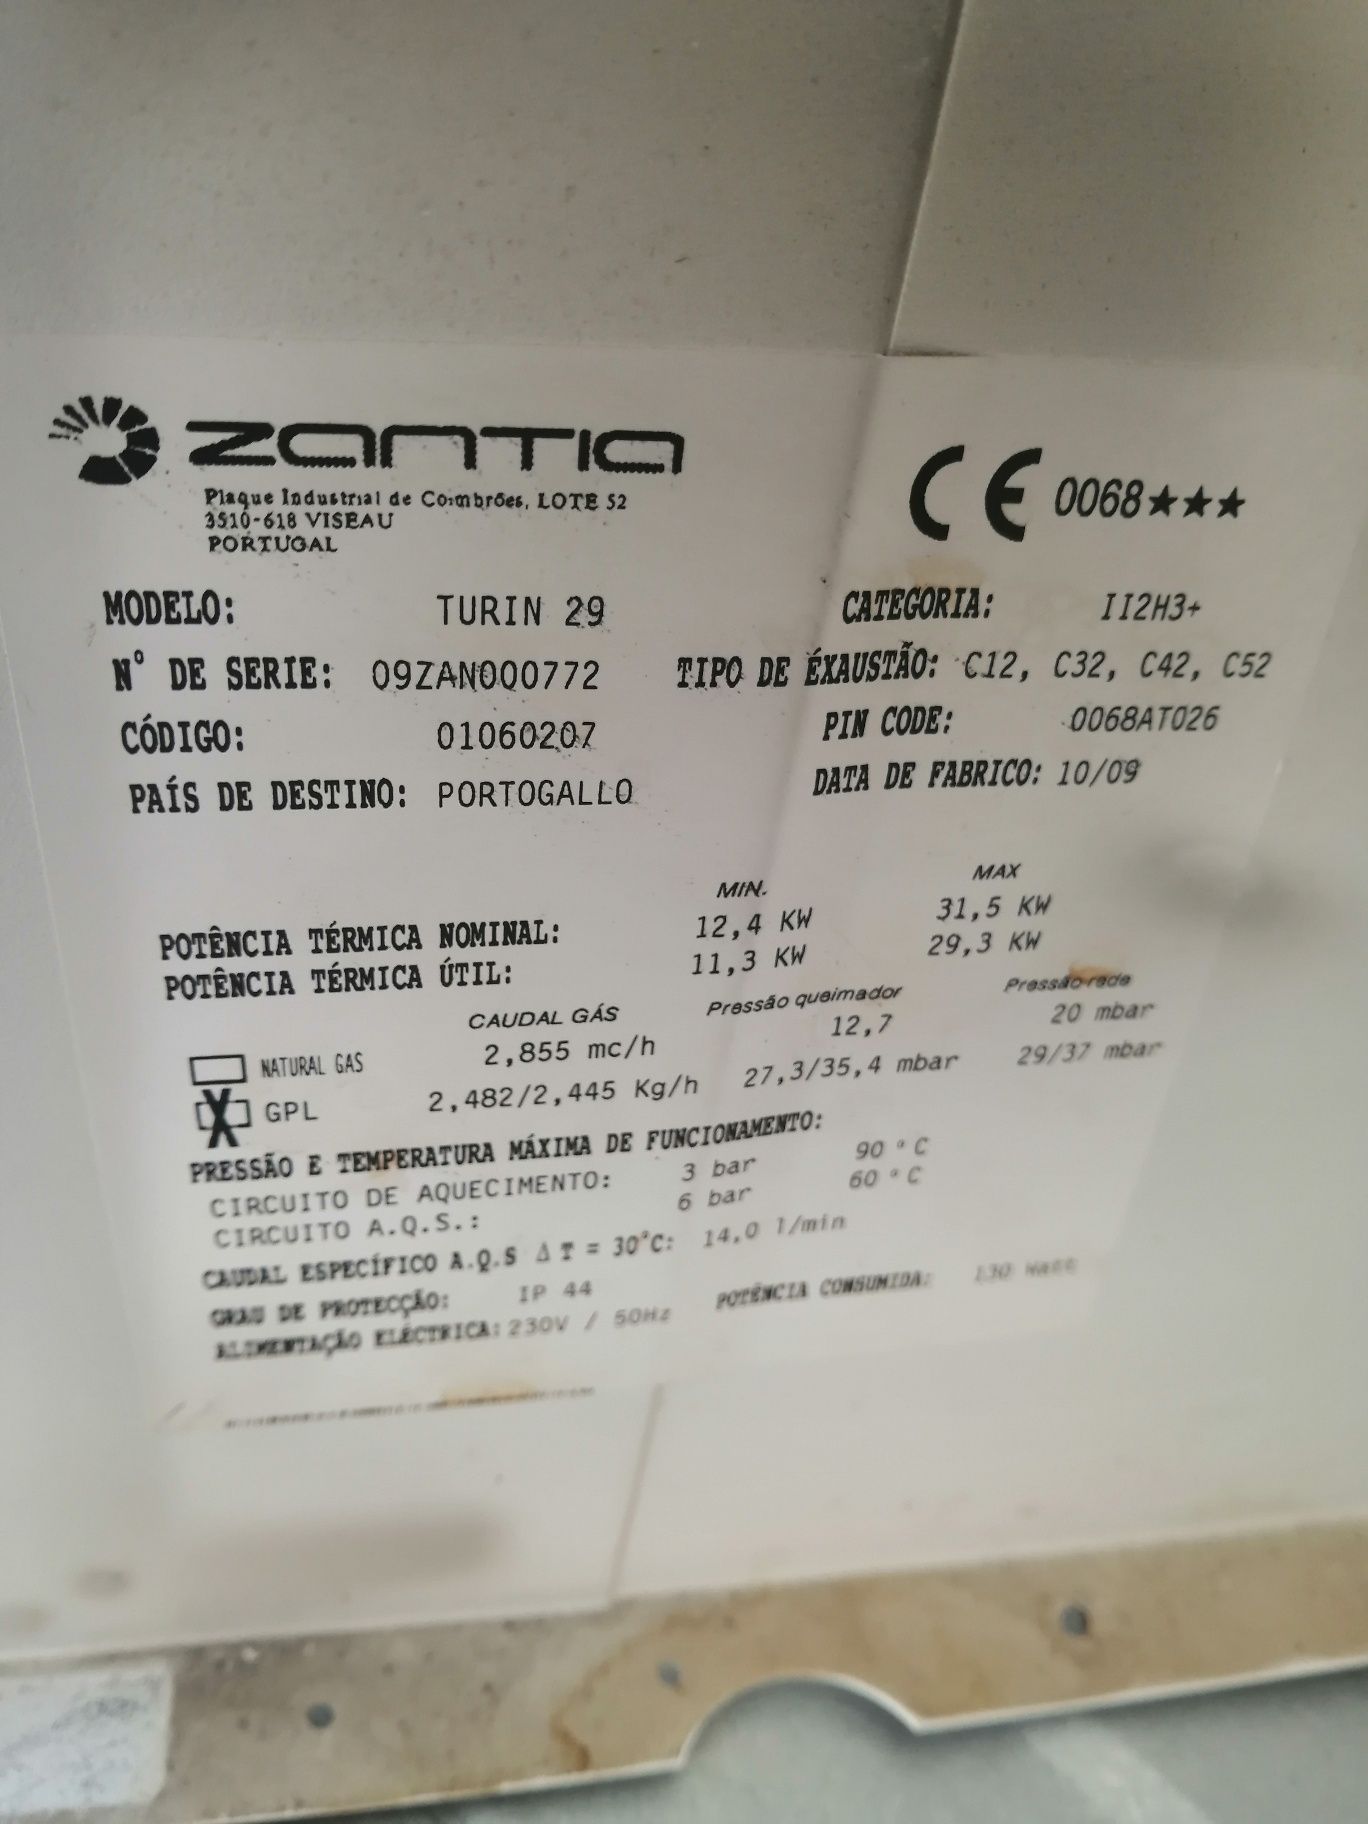 zantia
Plaque Industrial de Coimbrões, LOTE 52
3510-618 VISEAU
PORTUGAL
CE 0068★★★
MODELO: TURIN 29 CATEGORIA: II2H3+
N° DE SERIE: 09ZAN000772 TIPO DE ÉXAUSTÃO: C12, C32, C42, C52
CÓDIGO: 01060207 PIN CODE: 0068AT026
PAÍS DE DESTINO: PORTOGALLO DATA DE FABRICO: 10/09
MIN. MAX
POTÊNCIA TÉRMICA NOMINAL: 12,4 KW 31,5 KW
POTÊNCIA TÉRMICA ÚTIL: 11,3 KW 29,3 KW
CAUDAL GÁS Pressão queimador Pressão rede
NATURAL GAS 2,855 mc/h 12,7 20 mbar
X GPL 2,482/2,445 Kg/h 27,3/35,4 mbar 29/37 mbar
PRESSÃO E TEMPERATURA MÁXIMA DE FUNCIONAMENTO:
CIRCUITO DE AQUECIMENTO: 3 bar 90 °C
CIRCUITO A.Q.S.: 6 bar 60 °C
CAUDAL ESPECÍFICO A.Q.S Δ T = 30°C: 14,0 l/min
GRAU DE PROTECÇÃO: IP 44 POTÊNCIA CONSUMIDA: 130 Watt
ALIMENTAÇÃO ELÉCTRICA: 230V / 50Hz